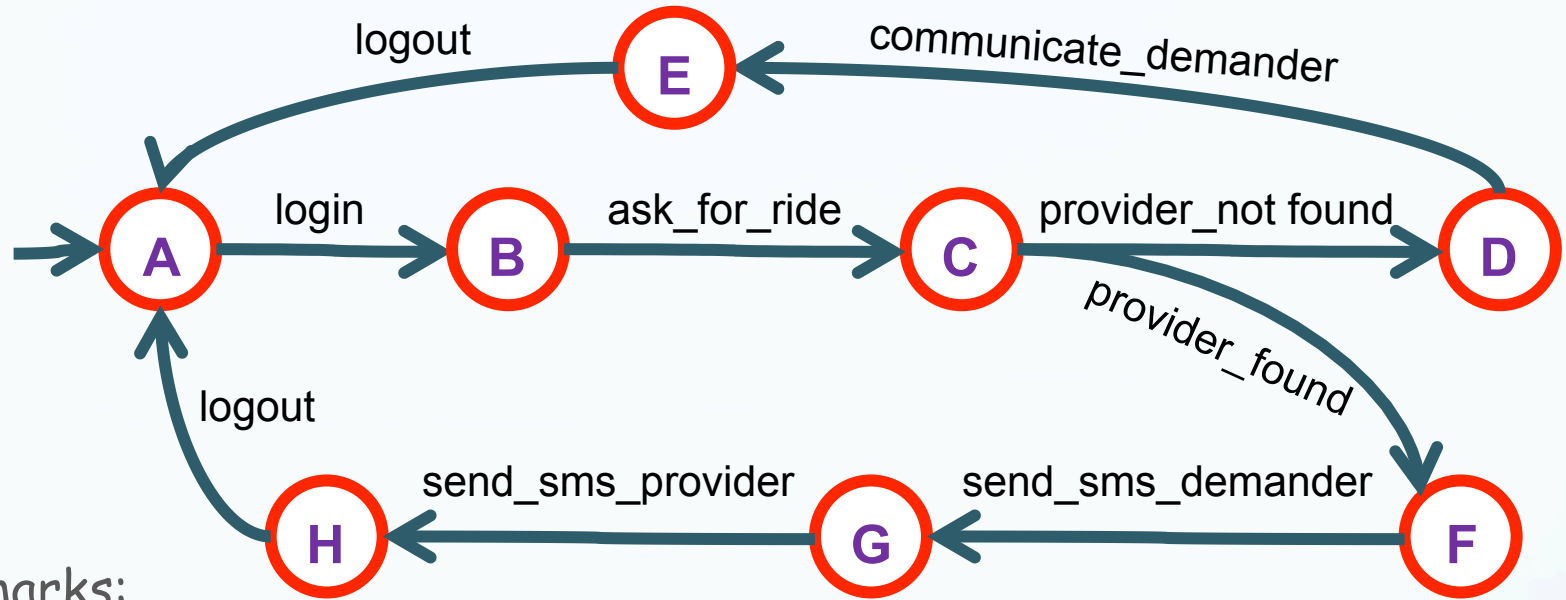 logout
communicate_demander
E
login
ask_for_ride
provider_not found
A
B
C
D
provider_found
logout
send_sms_provider
send_sms_demander
H
G
F